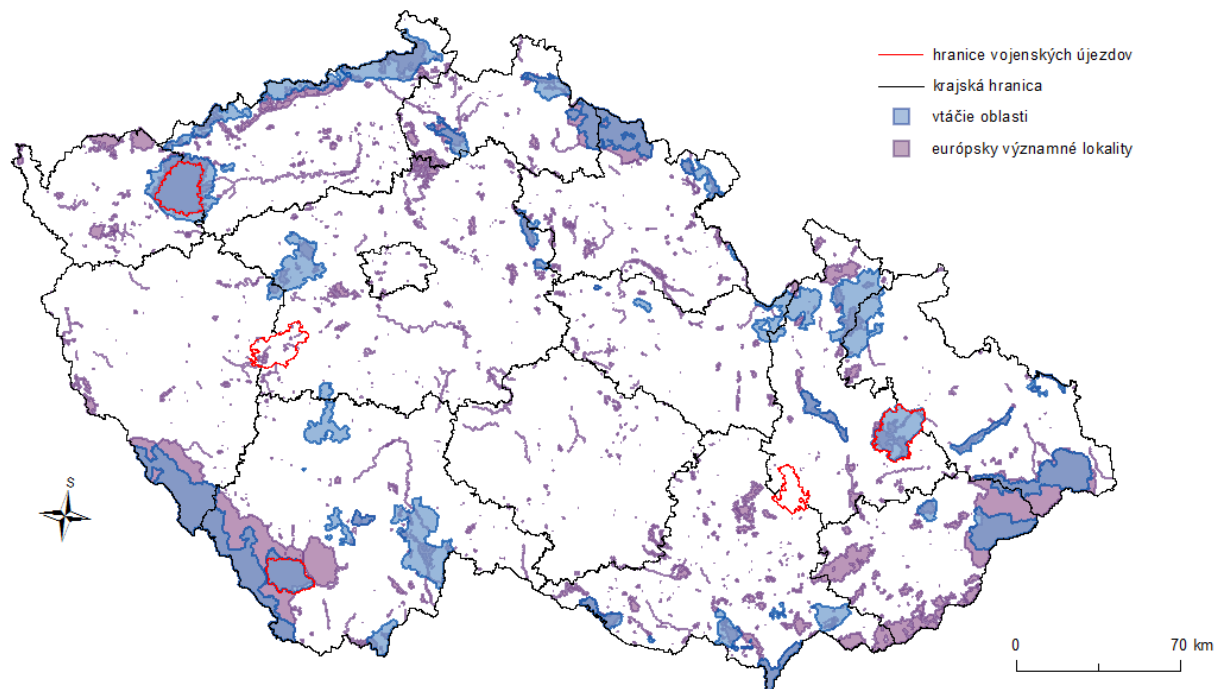 hranice vojenských újezdov
krajská hranica
vtáčie oblasti
európsky významné lokality
S
0 70 km